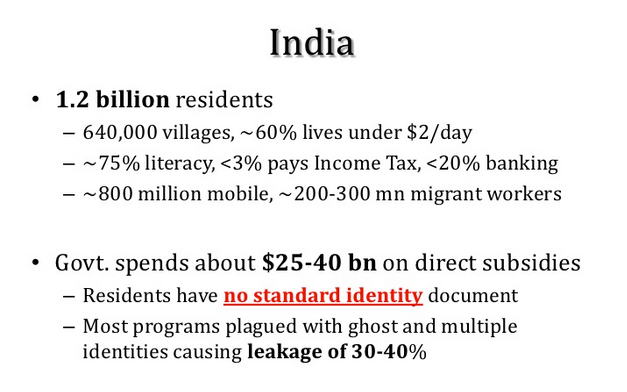 India
• 1.2 billion residents
– 640,000 villages, ~60% lives under $2/day
– ~75% literacy, <3% pays Income Tax, <20% banking
– ~800 million mobile, ~200-300 mn migrant workers
• Govt. spends about $25-40 bn on direct subsidies
– Residents have no standard identity document
– Most programs plagued with ghost and multiple
identities causing leakage of 30-40%